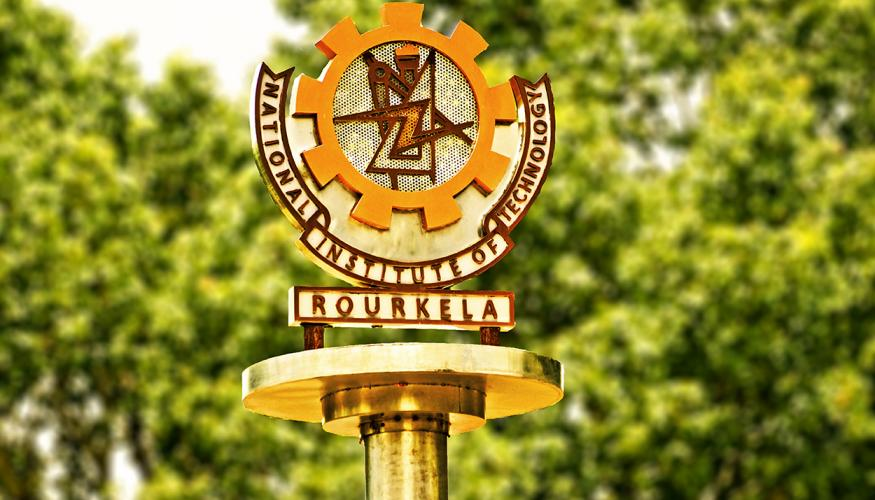 NATIONAL
INSTITUTE OF
TECHNOLOGY
ROURKELA